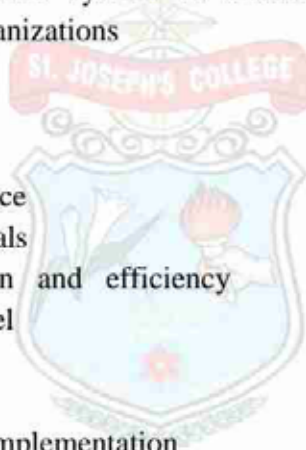 anizations
ST. JOSEPH'S COLLEGE
ce
als
n and efficiency
el
mplementation